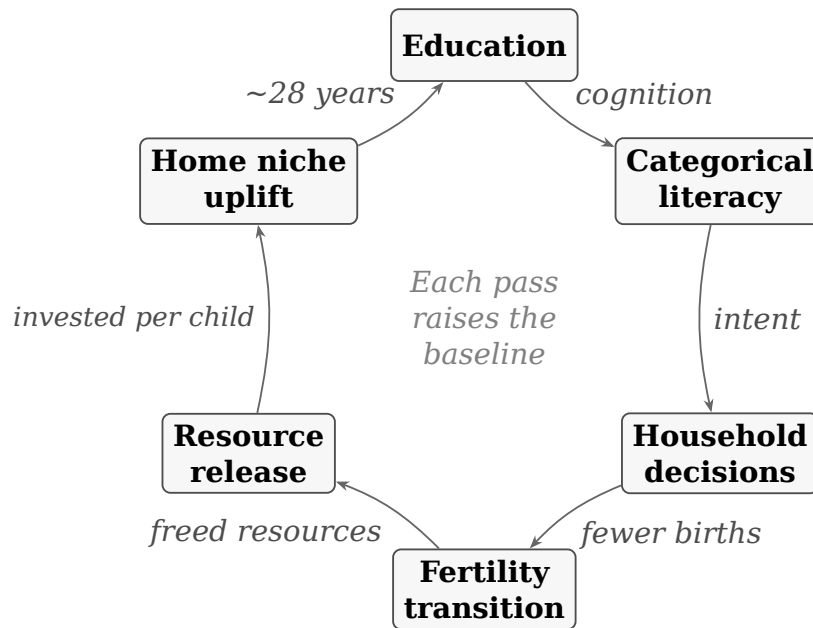 Education
~28 years
cognition
Home niche
uplift
Categorical
literacy
Each pass
raises the
baseline
invested per child
intent
Resource
release
Household
decisions
freed resources
fewer births
Fertility
transition